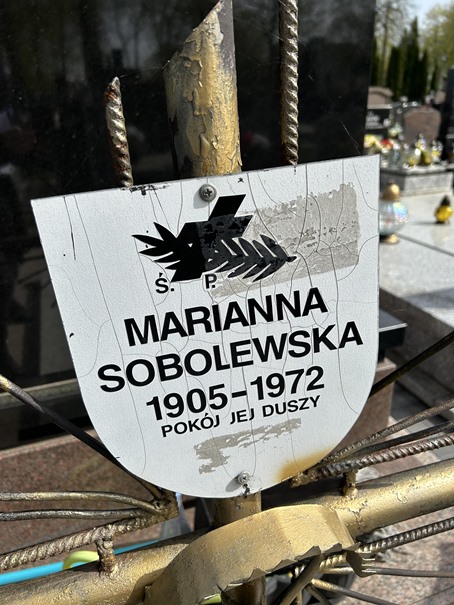 Ś. P.
MARIANNA
SOBOLEWSKA
1905-1972
POKÓJ JEJ DUSZY